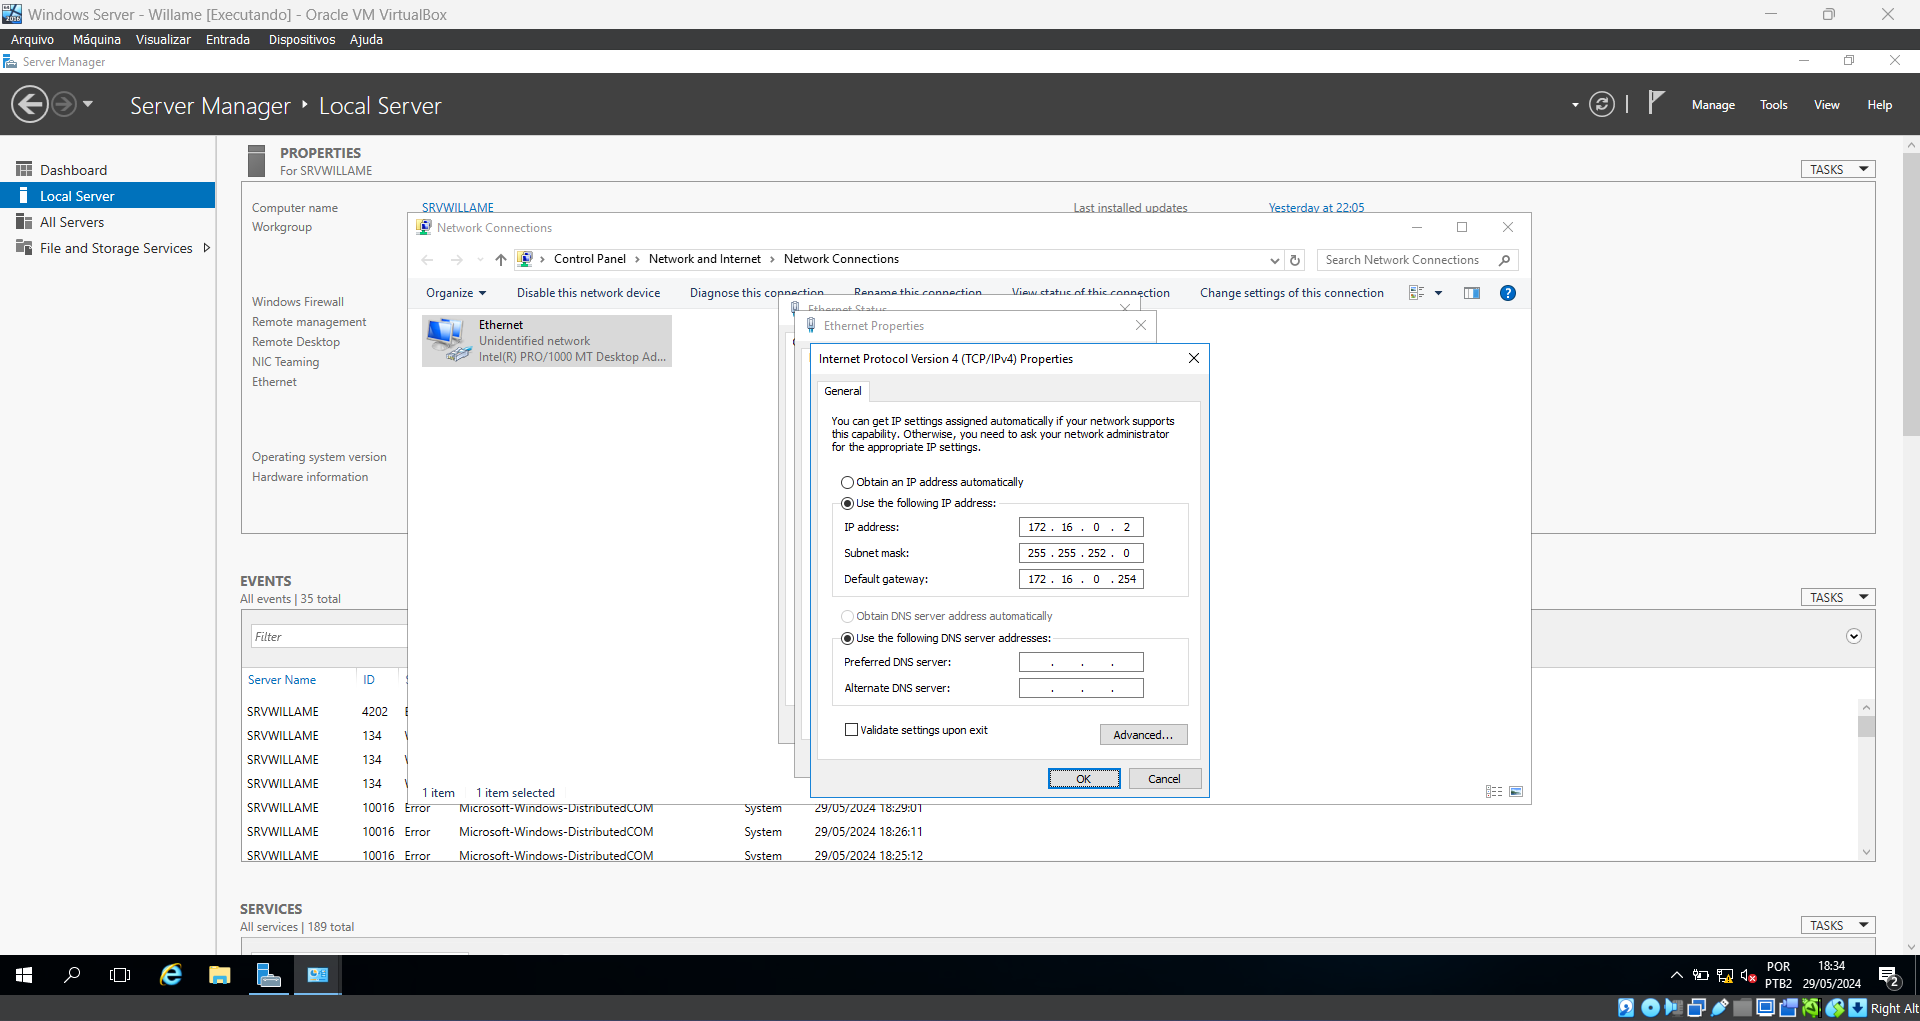 Windows Server - Willame [Executando] - Oracle VM VirtualBox
Arquivo Máquina Visualizar Entrada Dispositivos Ajuda
Server Manager
Server Manager Local Server
Manage Tools View Help
Dashboard
Local Server
All Servers
File and Storage Services
PROPERTIES
For SRVWILLAME
TASKS
Computer name SRVWILLAME
Last installed updates Yesterday at 22:05
Workgroup
Windows Firewall
Remote management
Remote Desktop
NIC Teaming
Ethernet
Operating system version
Hardware information
Network Connections
Control Panel Network and Internet Network Connections
Search Network Connections
Organize Disable this network device Diagnose this connection Rename this connection View status of this connection Change settings of this connection
Ethernet
Unidentified network
Intel(R) PRO/1000 MT Desktop Ad...
1 item 1 item selected
Ethernet Status
Ethernet Properties
Internet Protocol Version 4 (TCP/IPv4) Properties
General
You can get IP settings assigned automatically if your network supports
this capability. Otherwise, you need to ask your network administrator
for the appropriate IP settings.
Obtain an IP address automatically
Use the following IP address:
IP address: 172 . 16 . 0 . 2
Subnet mask: 255 . 255 . 252 . 0
Default gateway: 172 . 16 . 0 . 254
Obtain DNS server address automatically
Use the following DNS server addresses:
Preferred DNS server: . . .
Alternate DNS server: . . .
Validate settings upon exit
Advanced...
OK Cancel
EVENTS
All events | 35 total
TASKS
Filter
Server Name ID
SRVWILLAME 4202
SRVWILLAME 134
SRVWILLAME 134
SRVWILLAME 134
SRVWILLAME 10016 Error Microsoft-Windows-DistributedCOM System 29/05/2024 18:29:01
SRVWILLAME 10016 Error Microsoft-Windows-DistributedCOM System 29/05/2024 18:26:11
SRVWILLAME 10016 Error Microsoft-Windows-DistributedCOM System 29/05/2024 18:25:12
SERVICES
All services | 189 total
TASKS
POR
PTB2
18:34
29/05/2024
2
Right Alt